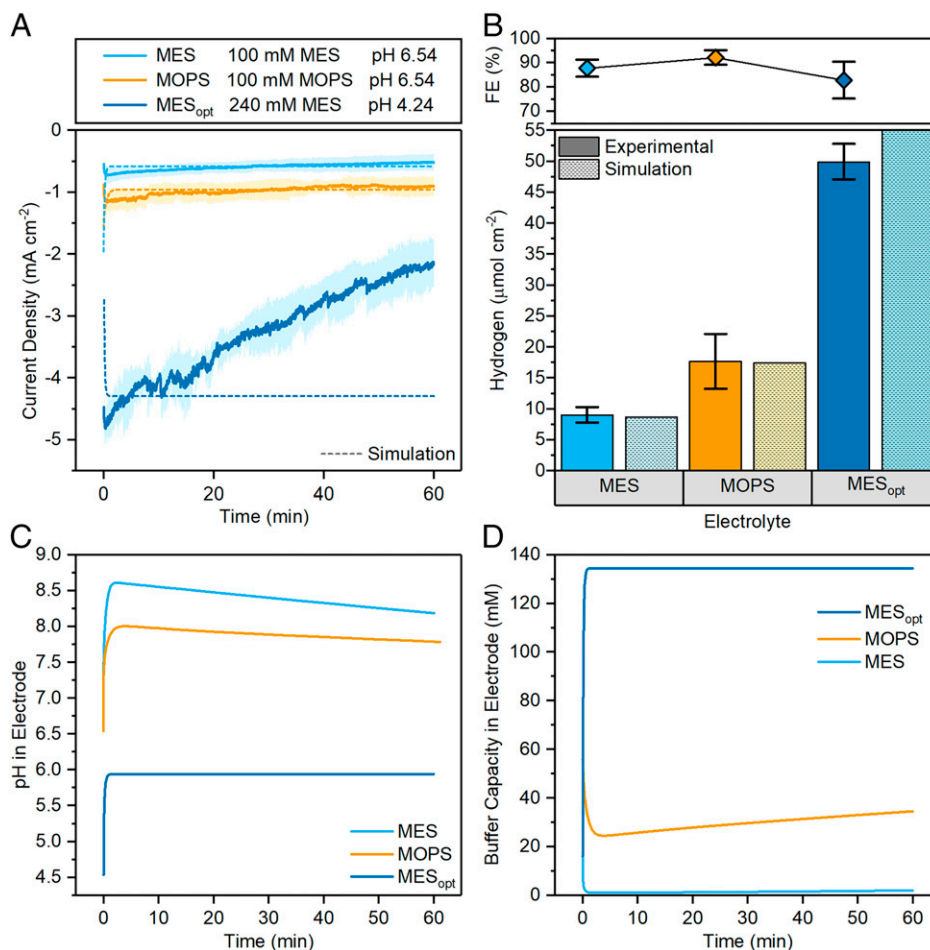 A
MES 100 mM MES pH 6.54
MOPS 100 mM MOPS pH 6.54
MESopt 240 mM MES pH 4.24
0
-1
-2
-3
-4
-5
Current Density (mA cm⁻²)
Simulation
0 20 40 60
Time (min)
B
100
90
80
70
FE (%)
55
50
45
40
35
30
25
20
15
10
5
0
Hydrogen (µmol cm⁻²)
Experimental
Simulation
MES MOPS MESopt
Electrolyte
C
9.0
8.5
8.0
7.5
7.0
6.5
6.0
5.5
5.0
4.5
pH in Electrode
MES
MOPS
MESopt
0 10 20 30 40 50 60
Time (min)
D
140
120
100
80
60
40
20
0
Buffer Capacity in Electrode (mM)
MESopt
MOPS
MES
0 10 20 30 40 50 60
Time (min)